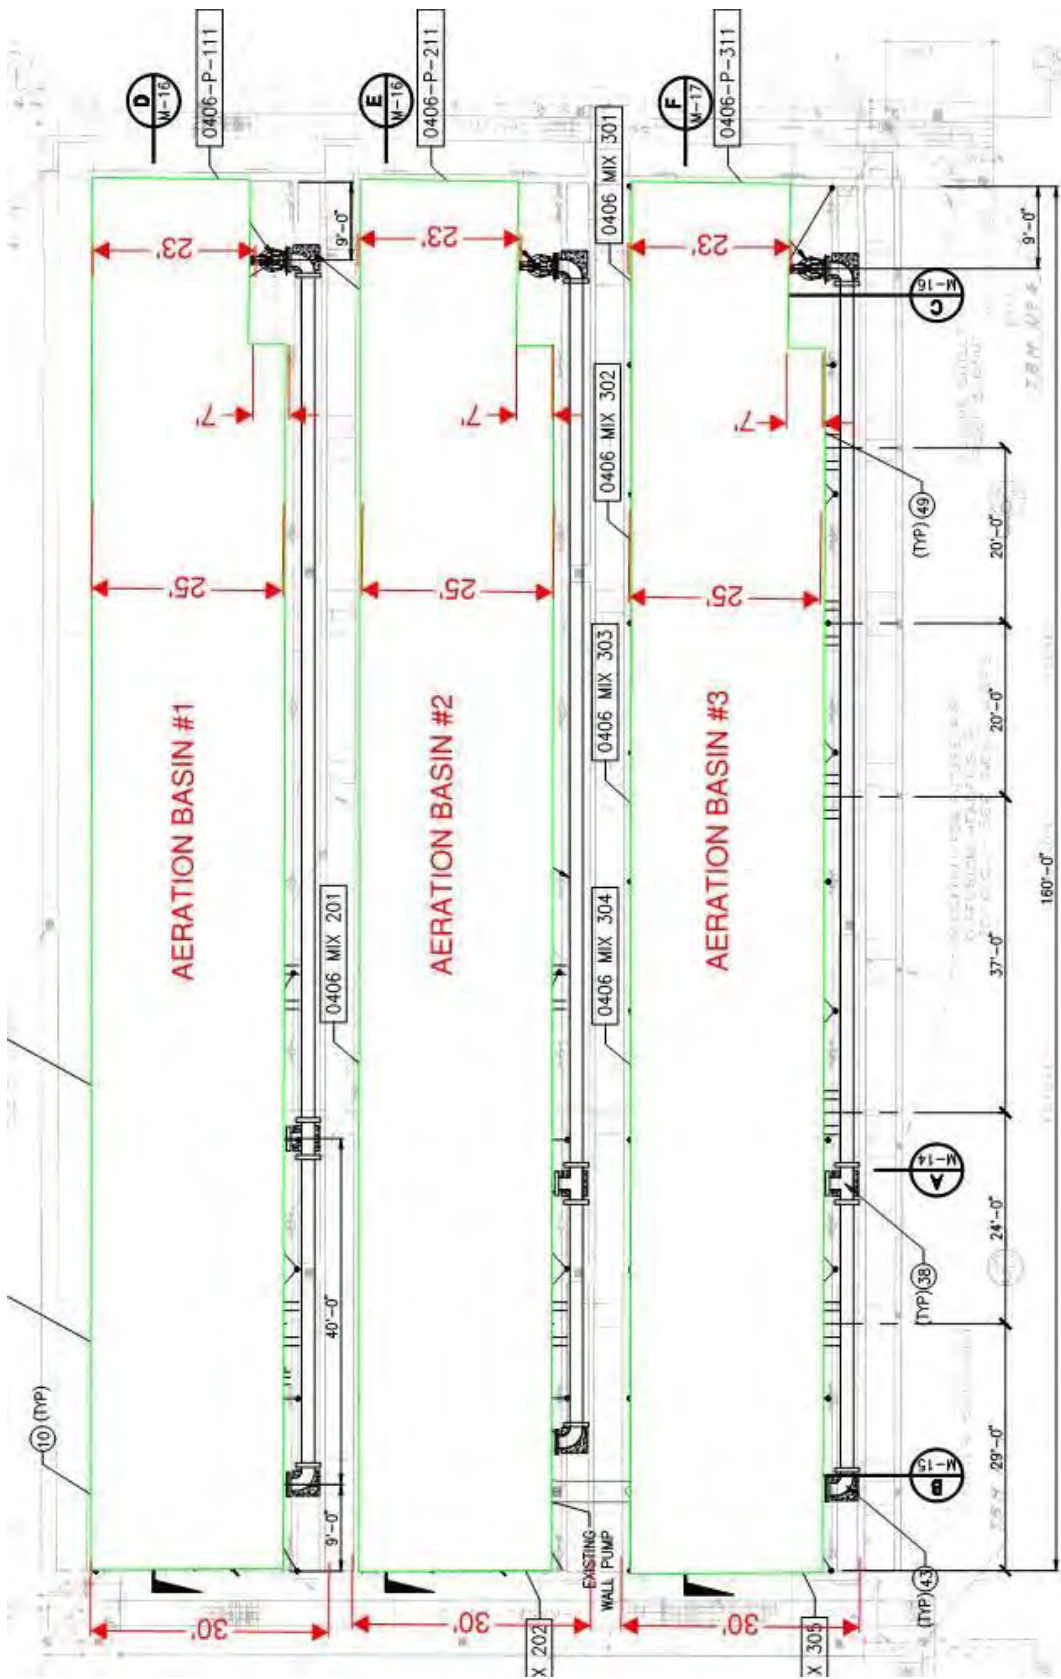 D
M-16
0406-P-111
E
M-16
0406-P-211
F
M-17
0406-P-311
0406 MIX 301
23'
9'-0"
23'
23'
9'-0"
C
M-16
7'
7'
0406 MIX 302
7'
(TYP) 49
20'-0"
25'
25'
25'
0406 MIX 303
20'-0"
AERATION BASIN #1
AERATION BASIN #2
AERATION BASIN #3
0406 MIX 201
0406 MIX 304
37'-0"
160'-0"
A
M-14
24'-0"
(TYP) 38
40'-0"
10 (TYP)
B
M-15
29'-0"
9'-0"
EXISTING
WALL PUMP
(TYP) 43
30'
30'
30'
X 202
X 305